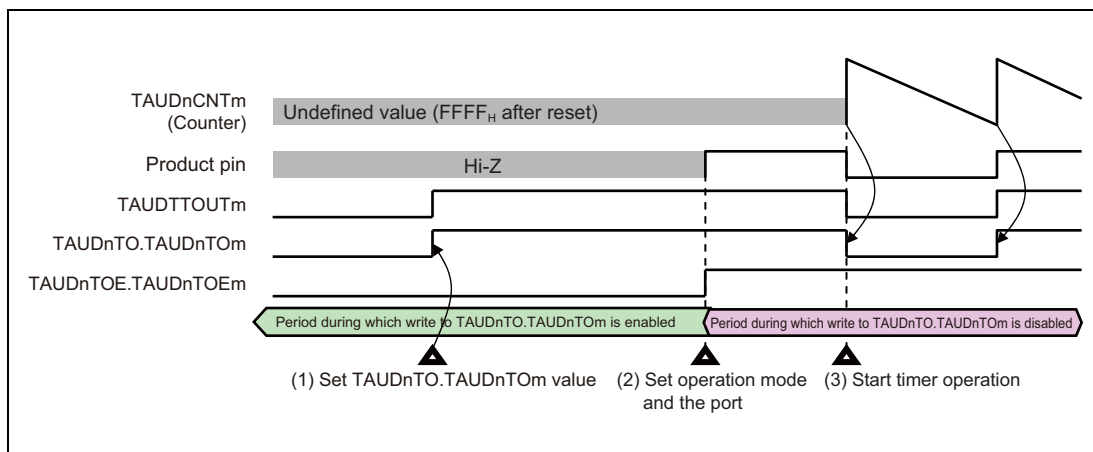 TAUDnCNTm
(Counter)
Undefined value (FFFFH after reset)
Product pin
Hi-Z
TAUDTTOUTm
TAUDnTO.TAUDnTOm
TAUDnTOE.TAUDnTOEm
Period during which write to TAUDnTO.TAUDnTOm is enabled
Period during which write to TAUDnTO.TAUDnTOm is disabled
(1) Set TAUDnTO.TAUDnTOm value
(2) Set operation mode
and the port
(3) Start timer operation